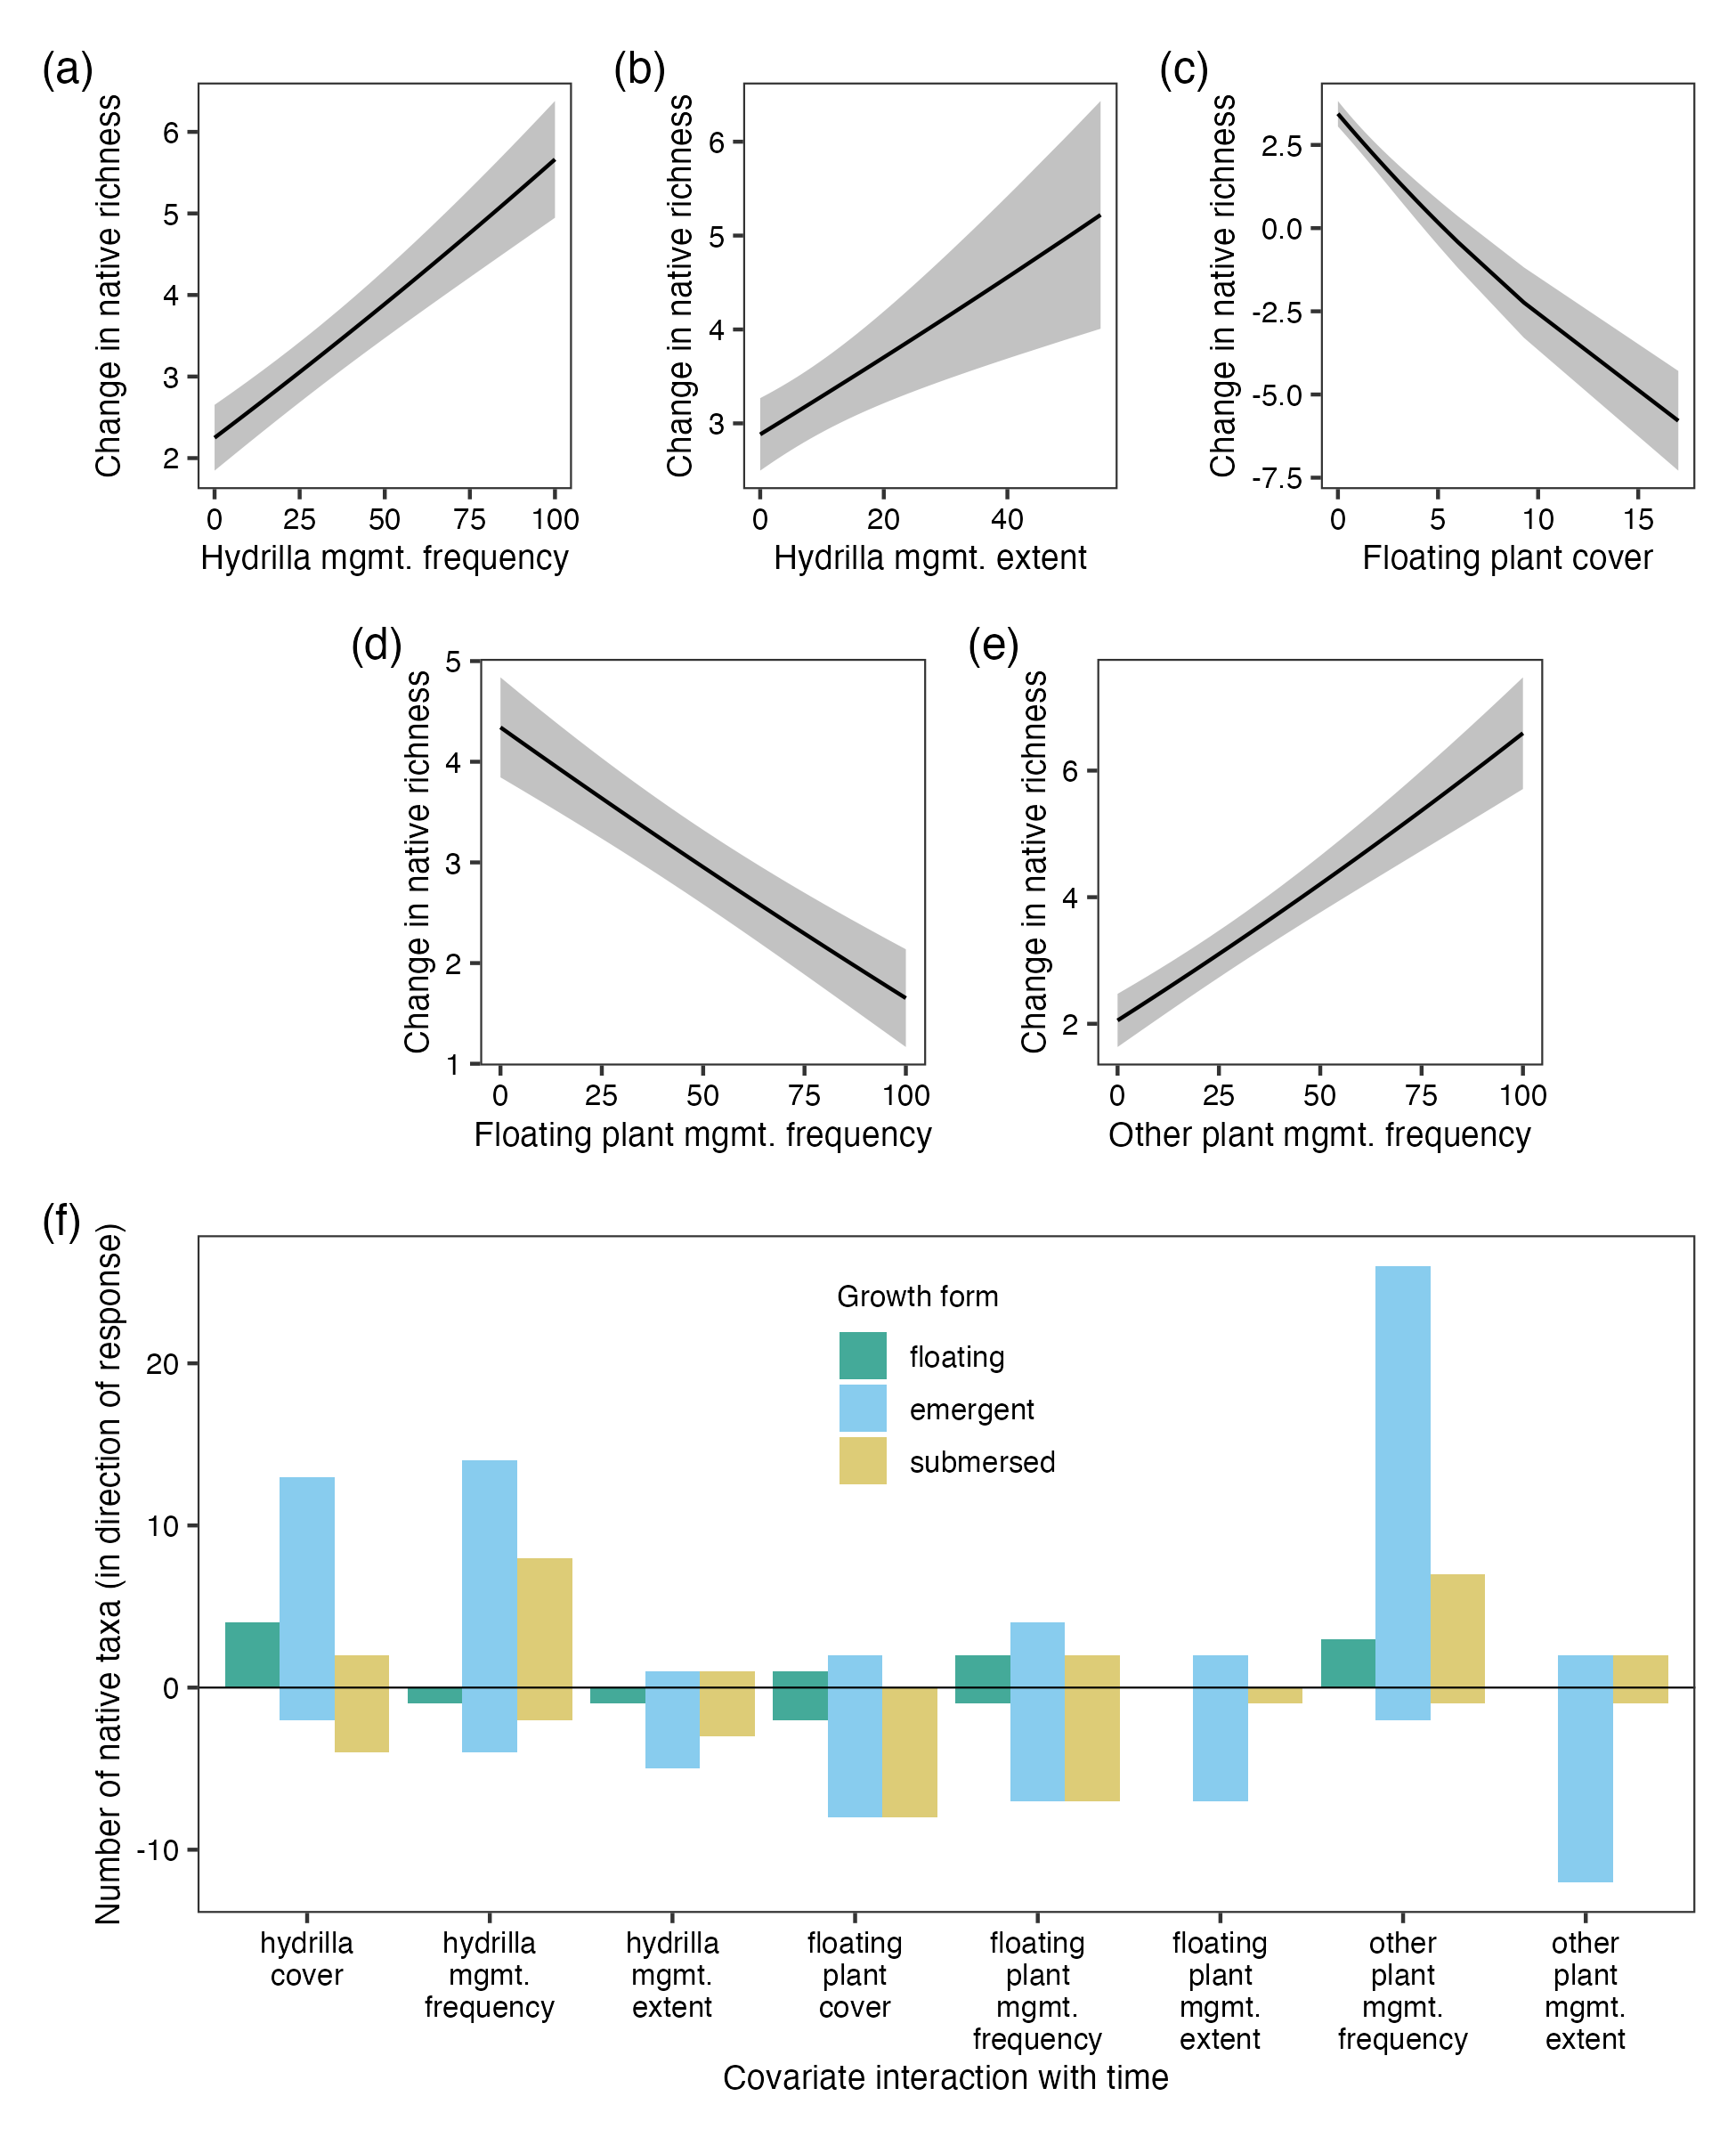 (a)
Change in native richness
6
5
4
3
2
0 25 50 75 100
Hydrilla mgmt. frequency
(b)
Change in native richness
6
5
4
3
0 20 40
Hydrilla mgmt. extent
(c)
Change in native richness
2.5
0.0
-2.5
-5.0
-7.5
0 5 10 15
Floating plant cover
(d)
Change in native richness
5
4
3
2
1
0 25 50 75 100
Floating plant mgmt. frequency
(e)
Change in native richness
6
4
2
0 25 50 75 100
Other plant mgmt. frequency
(f)
Number of native taxa (in direction of response)
20
10
0
-10
Growth form
floating
emergent
submersed
hydrilla
cover
hydrilla
mgmt.
frequency
hydrilla
mgmt.
extent
floating
plant
cover
floating
plant
mgmt.
frequency
floating
plant
mgmt.
extent
other
plant
mgmt.
frequency
other
plant
mgmt.
extent
Covariate interaction with time